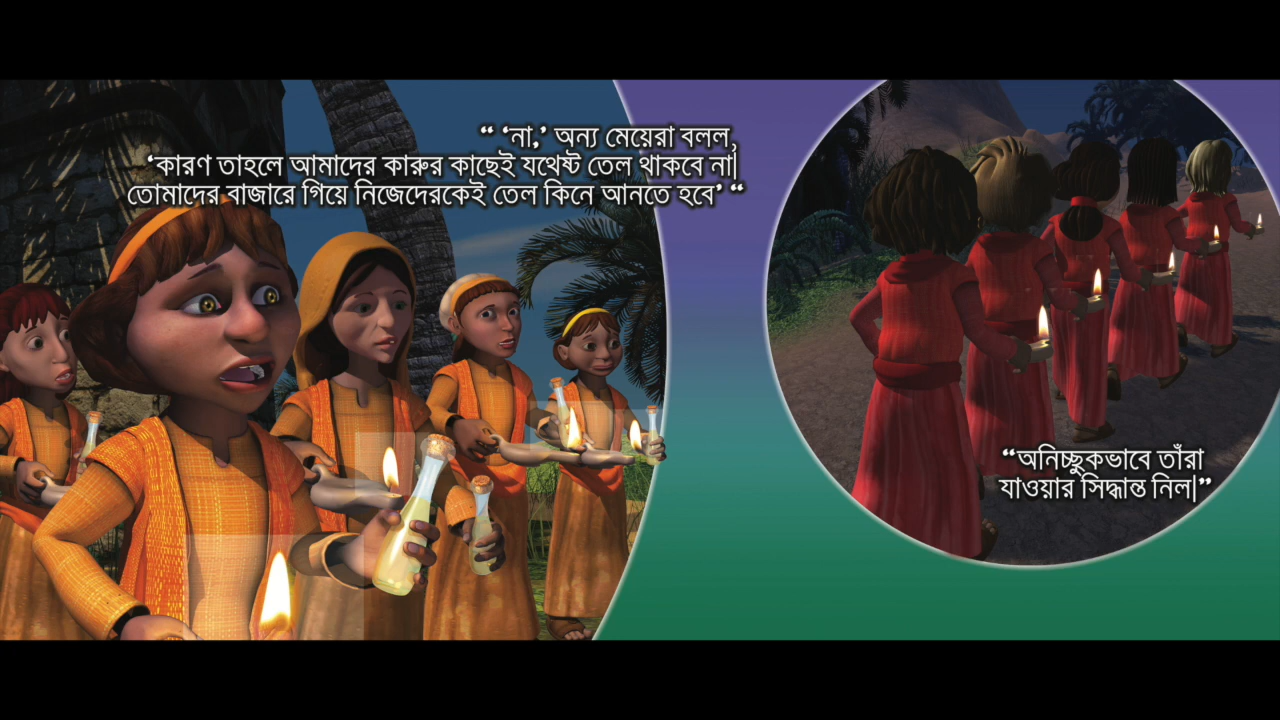 “ ‘না,’ অন্য মেয়েরা বলল,
‘কারণ তাহলে আমাদের কারুর কাছেই যথেষ্ট তেল থাকবে না|
তোমাদের বাজারে গিয়ে নিজেদেরকেই তেল কিনে আনতে হবে’ “
“অনিচ্ছুকভাবে তাঁরা
যাওয়ার সিদ্ধান্ত নিল|”